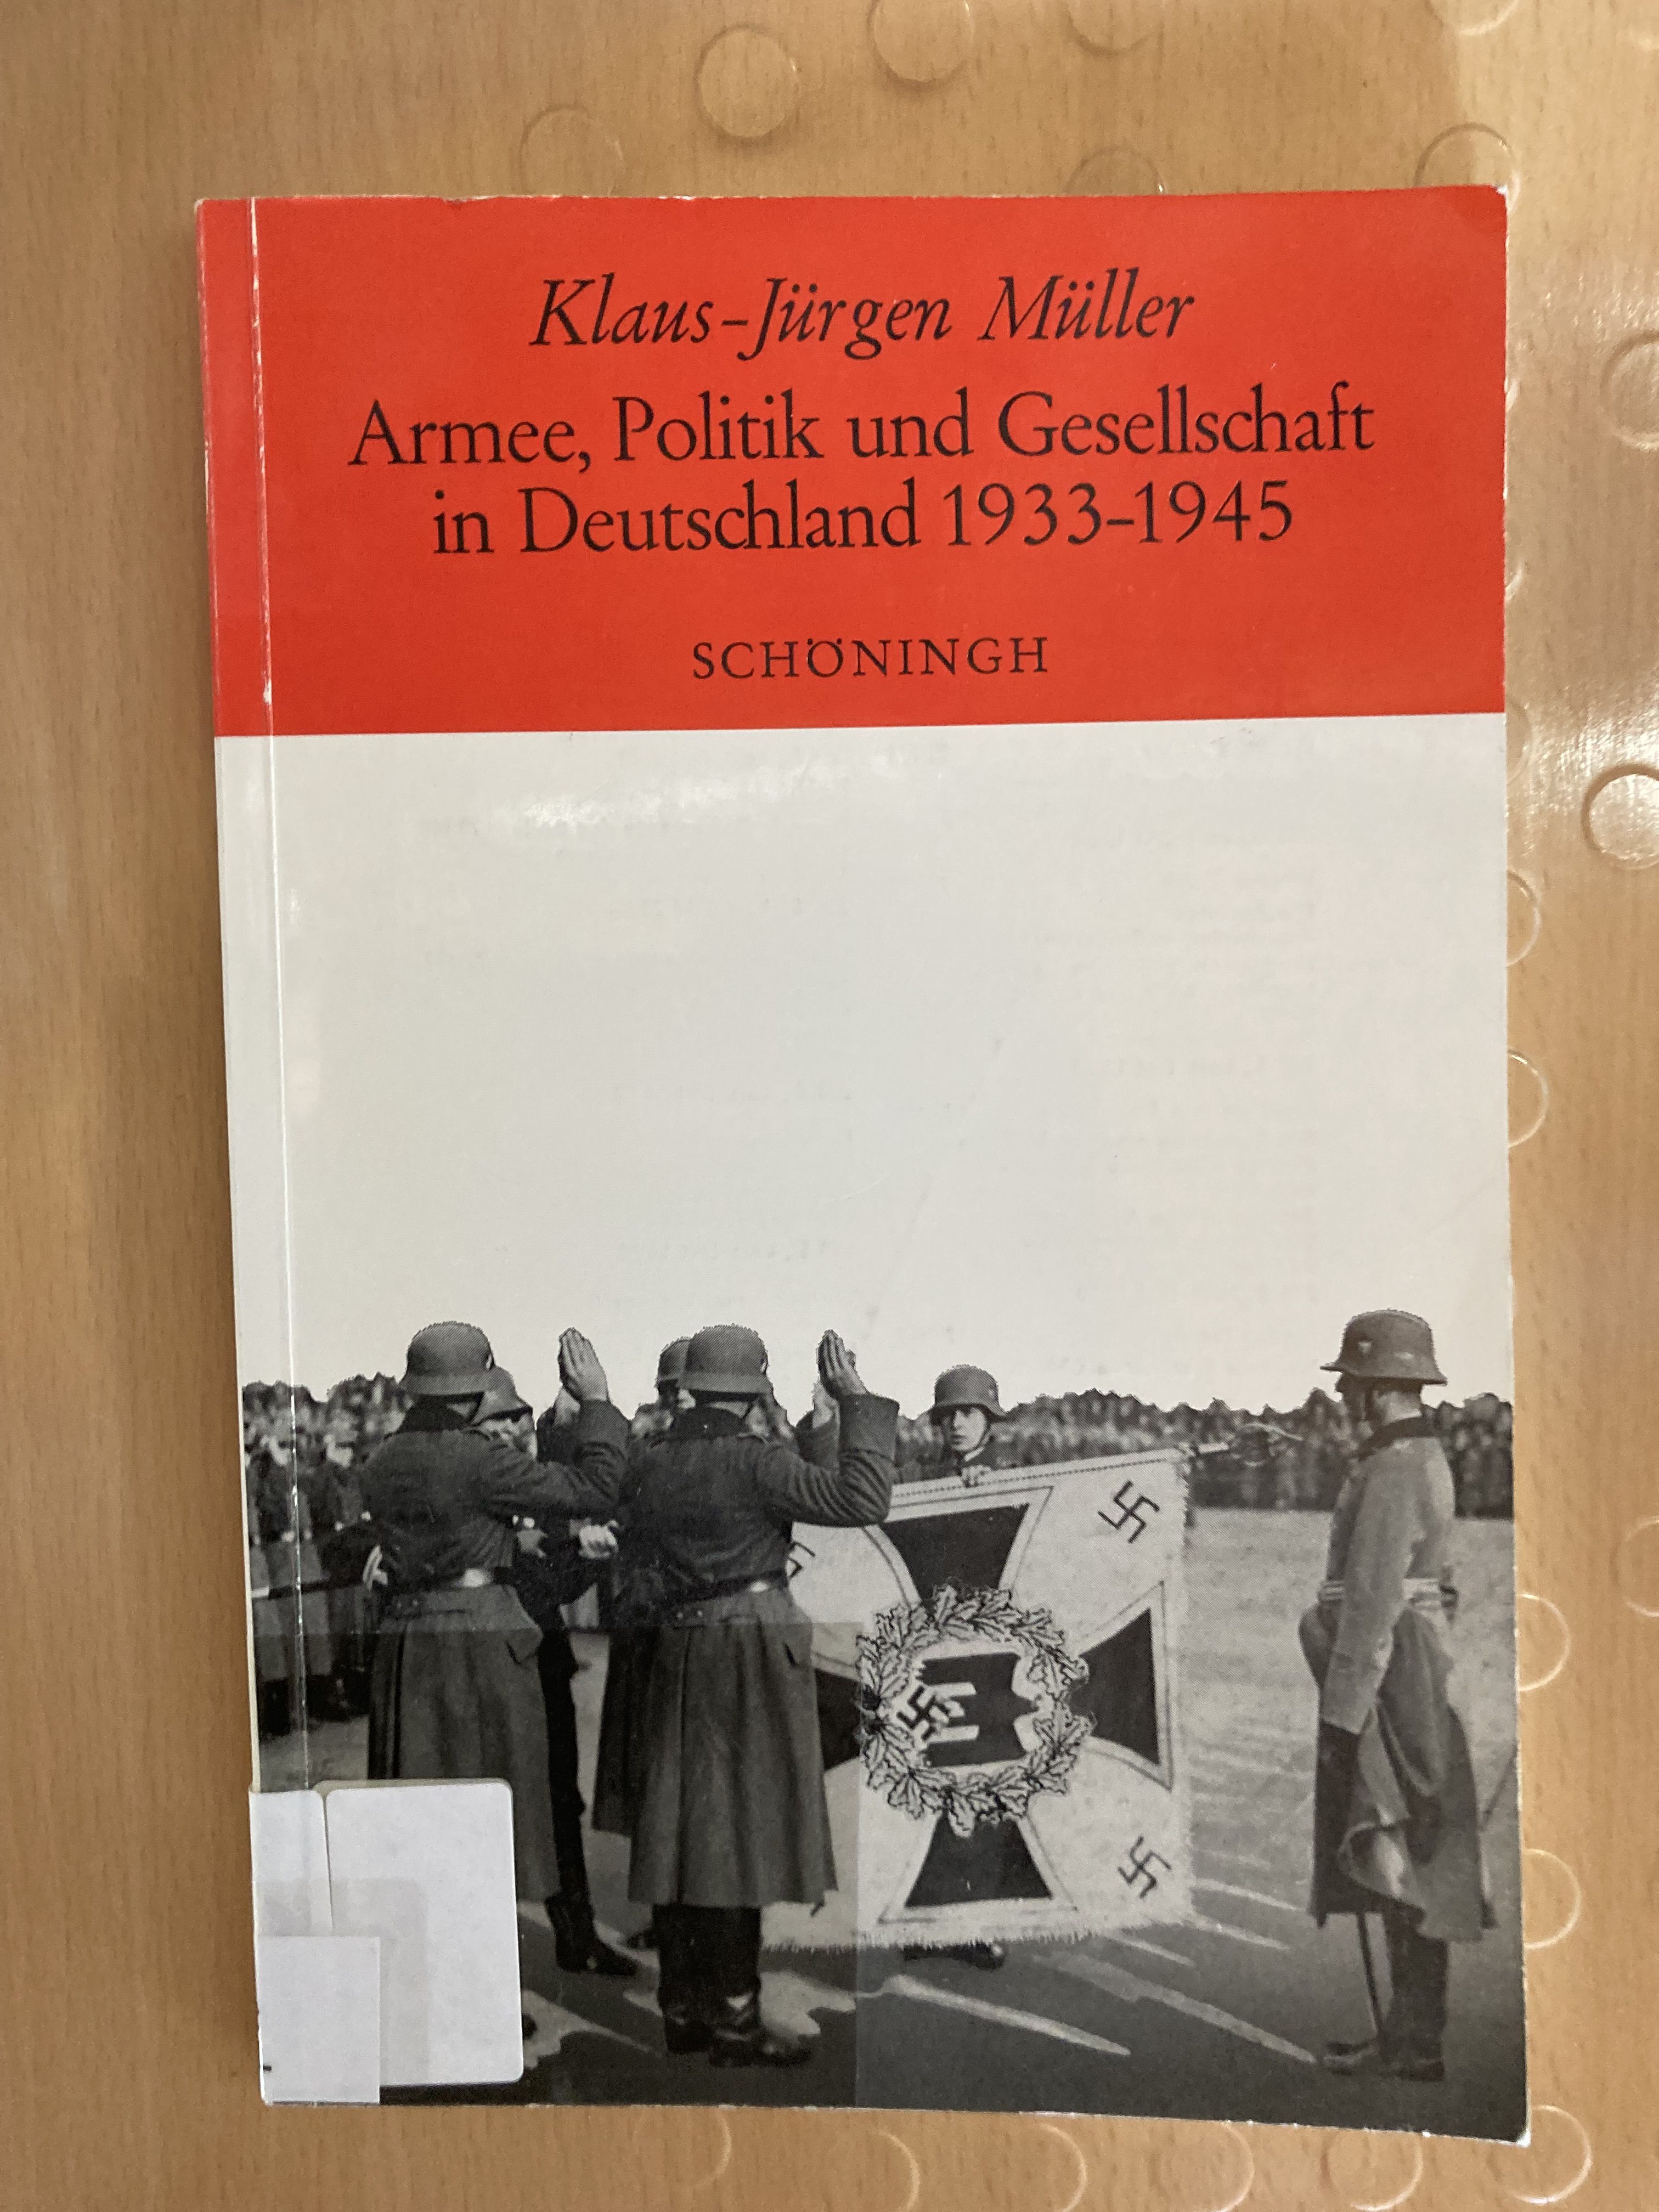 Klaus-Jürgen Müller
Armee, Politik und Gesellschaft
in Deutschland 1933-1945
SCHÖNINGH